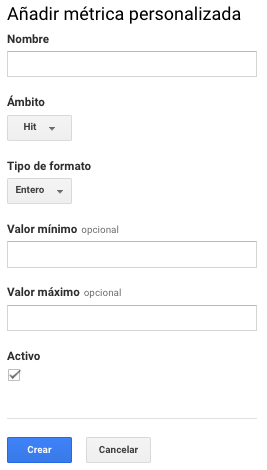 Añadir métrica personalizada
Nombre
Ámbito
Hit
Tipo de formato
Entero
Valor mínimo opcional
Valor máximo opcional
Activo
Crear Cancelar